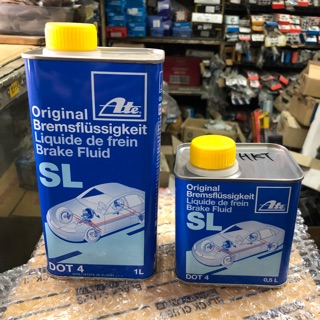 Ate
Original
Bremsflüssigkeit
Liquide de frein
Brake Fluid
SL
DOT 4
1L
HKT
Original
Bremsflüssigkeit
Liquide de frein
Brake Fluid
Ate
SL
DOT 4
0,5 L